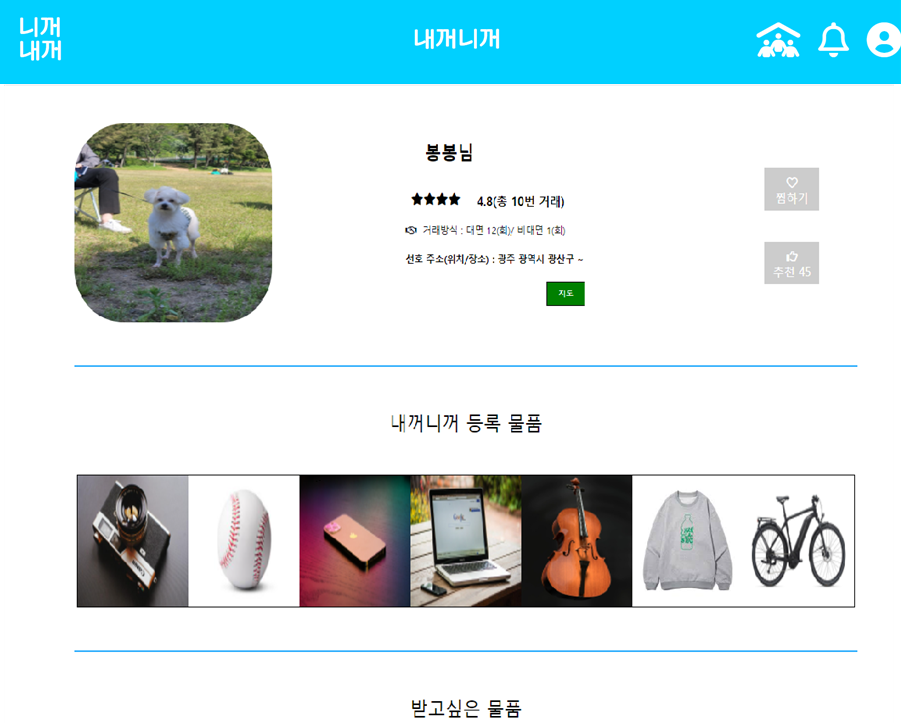 니꺼
내꺼
내꺼니꺼
봉봉님
4.8(총 10번 거래)
찜하기
거래방식 : 대면 12(회)/ 비대면 1(회)
선호 주소(위치/장소) : 광주 광역시 광산구 ~
추천 45
지도
내꺼니꺼 등록 물품
받고싶은 물품